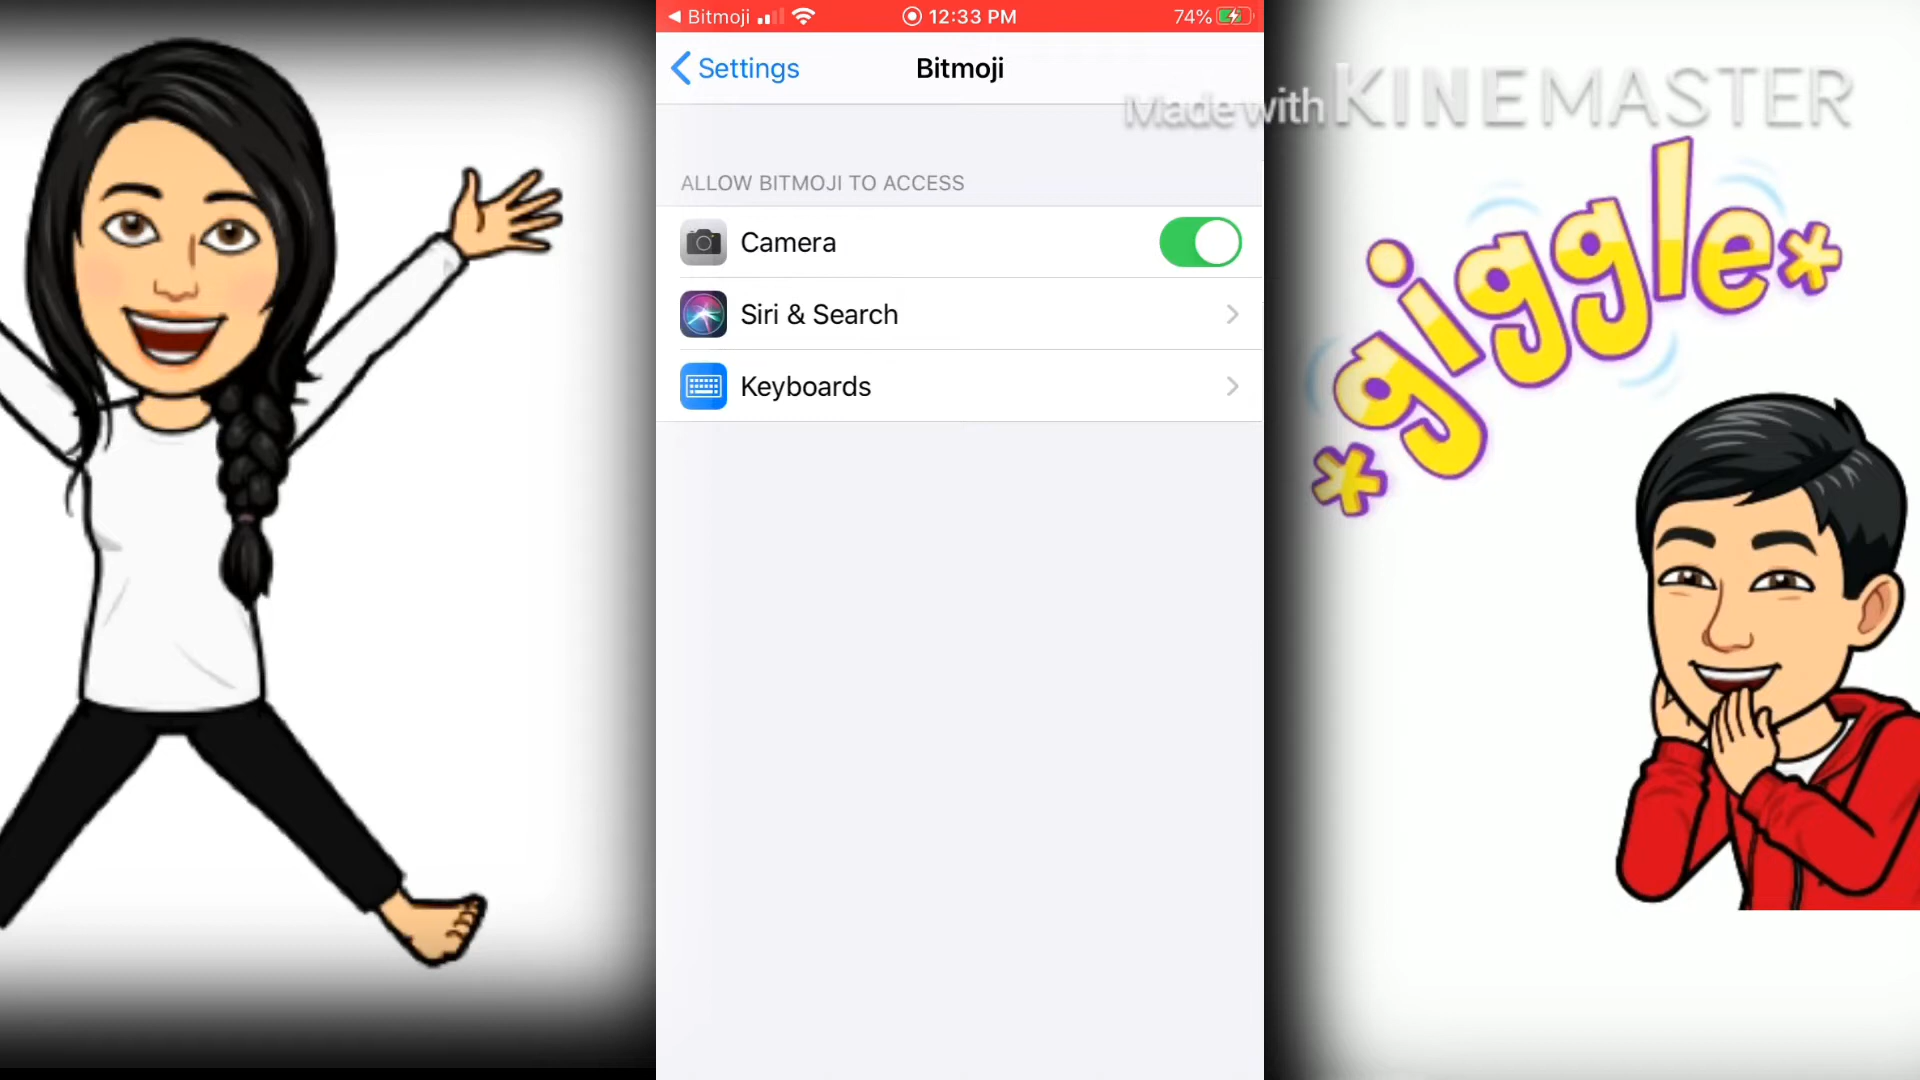 Bitmoji
12:33 PM
74%
Settings
Bitmoji
Made with KINEMASTER
ALLOW BITMOJI TO ACCESS
Camera
Siri & Search
Keyboards
*giggle*